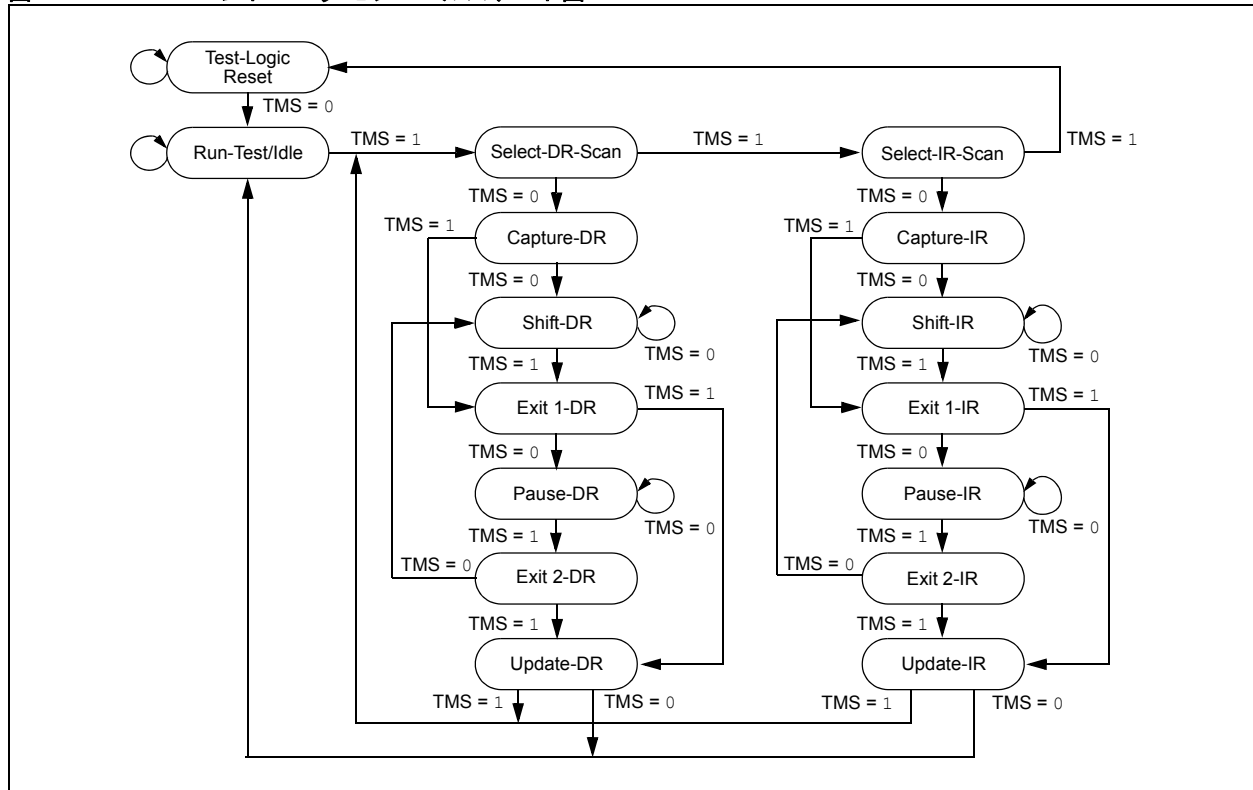 Test-Logic
Reset
TMS = 0
Run-Test/Idle
TMS = 1
Select-DR-Scan
TMS = 1
Select-IR-Scan
TMS = 1
TMS = 0
TMS = 0
TMS = 1
Capture-DR
TMS = 1
Capture-IR
TMS = 0
TMS = 0
Shift-DR
TMS = 0
Shift-IR
TMS = 0
TMS = 1
TMS = 1
Exit 1-DR
TMS = 1
Exit 1-IR
TMS = 1
TMS = 0
TMS = 0
Pause-DR
TMS = 0
Pause-IR
TMS = 0
TMS = 1
TMS = 1
TMS = 0
Exit 2-DR
TMS = 0
Exit 2-IR
TMS = 1
TMS = 1
Update-DR
Update-IR
TMS = 1
TMS = 0
TMS = 1
TMS = 0